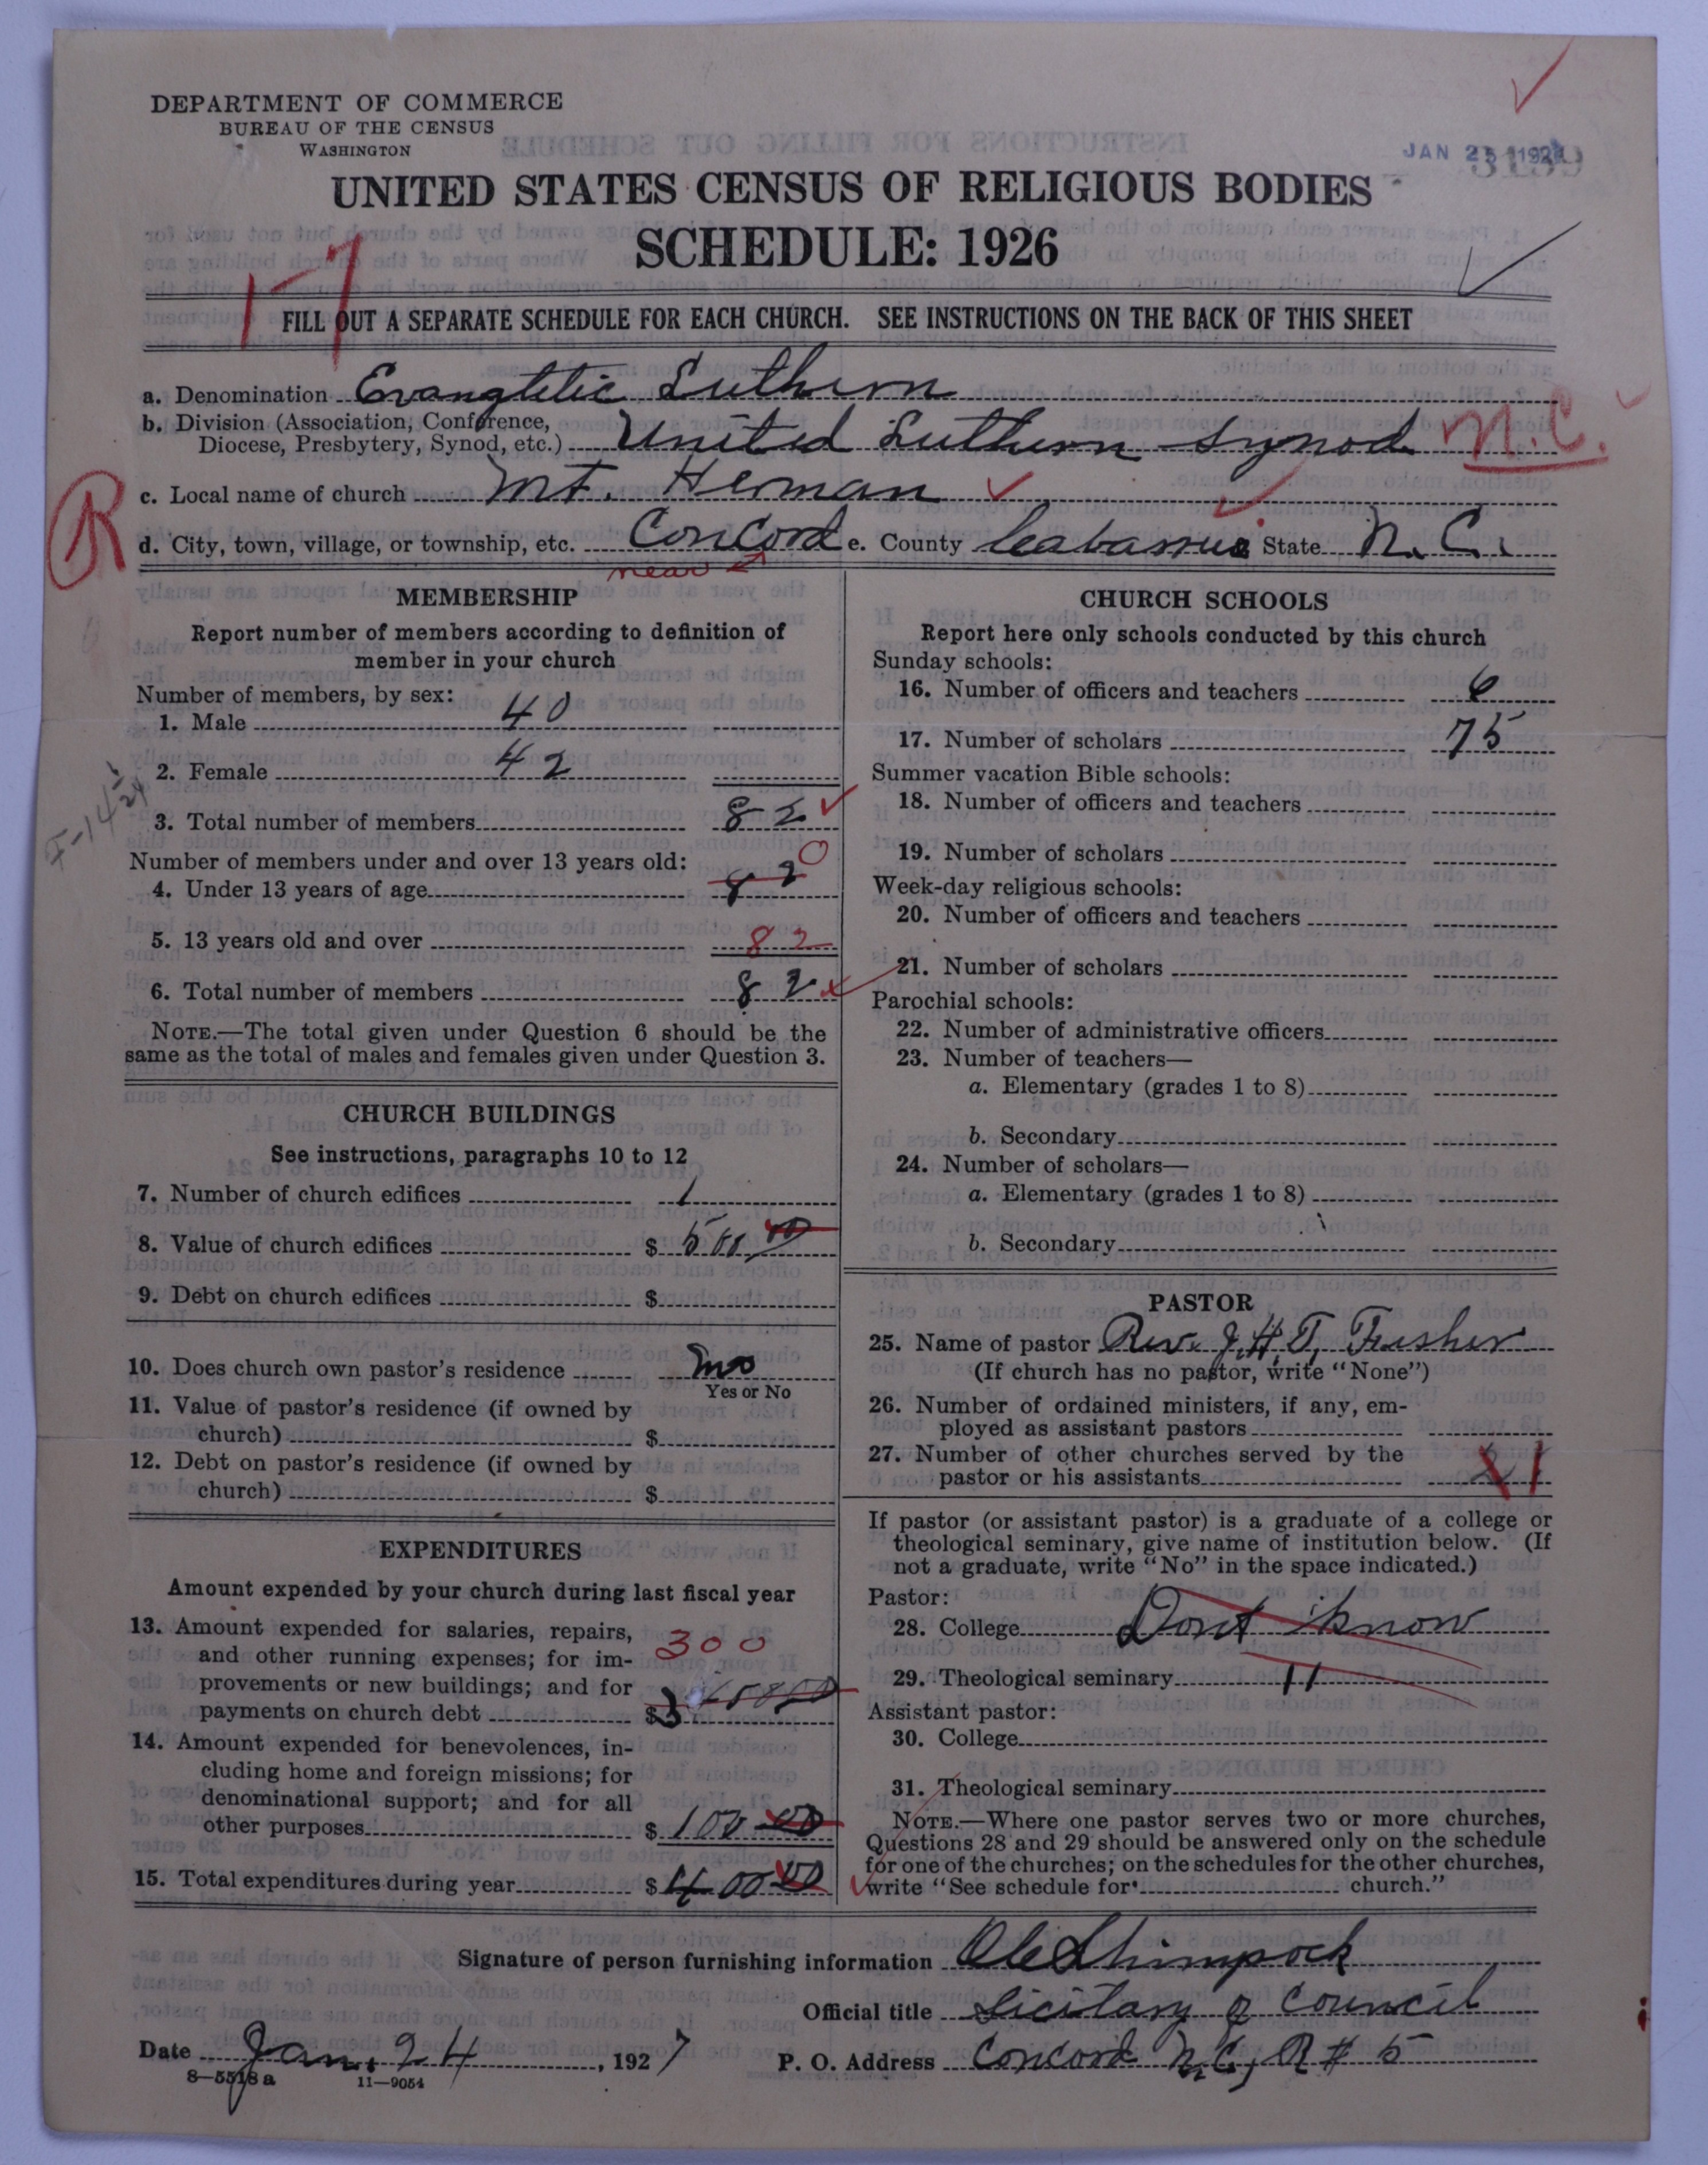 DEPARTMENT OF COMMERCE
BUREAU OF THE CENSUS
WASHINGTON
JAN 25 192
UNITED STATES CENSUS OF RELIGIOUS BODIES
SCHEDULE: 1926
1-7
FILL OUT A SEPARATE SCHEDULE FOR EACH CHURCH. SEE INSTRUCTIONS ON THE BACK OF THIS SHEET
a. Denomination Evangletic Luthern
b. Division (Association, Conference,
Diocese, Presbytery, Synod, etc.) United Luthern Synod N.C.
R
c. Local name of church Mt. Herman
d. City, town, village, or township, etc. Concord e. County Cabarrus State N.C.
near
MEMBERSHIP
Report number of members according to definition of
member in your church
Number of members, by sex:
1. Male 40
2. Female 42
3. Total number of members 82
Number of members under and over 13 years old:
4. Under 13 years of age 82 0
5. 13 years old and over 82
6. Total number of members 82
NOTE.—The total given under Question 6 should be the
same as the total of males and females given under Question 3.
CHURCH BUILDINGS
See instructions, paragraphs 10 to 12
7. Number of church edifices 1
8. Value of church edifices $ 500 00
9. Debt on church edifices $
10. Does church own pastor's residence no
Yes or No
11. Value of pastor's residence (if owned by
church) $
12. Debt on pastor's residence (if owned by
church) $
EXPENDITURES
Amount expended by your church during last fiscal year
13. Amount expended for salaries, repairs,
and other running expenses; for im-
provements or new buildings; and for
payments on church debt $ 300
14. Amount expended for benevolences, in-
cluding home and foreign missions; for
denominational support; and for all
other purposes $ 100 00
15. Total expenditures during year $ 400 00
CHURCH SCHOOLS
Report here only schools conducted by this church
Sunday schools:
16. Number of officers and teachers 6
17. Number of scholars 75
Summer vacation Bible schools:
18. Number of officers and teachers
19. Number of scholars
Week-day religious schools:
20. Number of officers and teachers
21. Number of scholars
Parochial schools:
22. Number of administrative officers
23. Number of teachers—
a. Elementary (grades 1 to 8)
b. Secondary
24. Number of scholars—
a. Elementary (grades 1 to 8)
b. Secondary
PASTOR
25. Name of pastor Rev. J. H. T. Fusher
(If church has no pastor, write "None")
26. Number of ordained ministers, if any, em-
ployed as assistant pastors
27. Number of other churches served by the
pastor or his assistants 1
If pastor (or assistant pastor) is a graduate of a college or
theological seminary, give name of institution below. (If
not a graduate, write "No" in the space indicated.)
Pastor:
28. College Dont know
29. Theological seminary "
Assistant pastor:
30. College
31. Theological seminary
NOTE.—Where one pastor serves two or more churches,
Questions 28 and 29 should be answered only on the schedule
for one of the churches; on the schedules for the other churches,
write "See schedule for church."
Signature of person furnishing information Ole Shimpock
Official title Sicitary of Council
Date Jan. 24, 1927 P. O. Address Concord N.C., R # 5
8—5518 a 11—9054